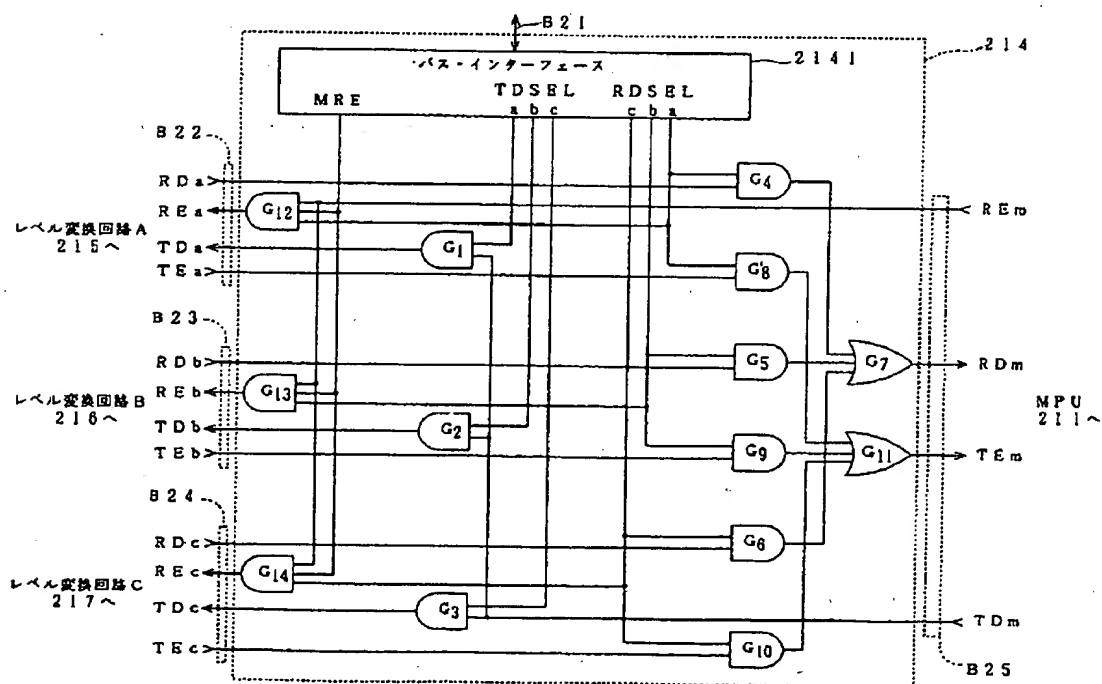 B21
214
バス・インターフェース
2141
MRE
TDSEL
a b c
RDSEL
c b a
B22
RDa
G4
REa
G12
REm
レベル変換回路A
215へ
TDa
G1
TEa
G8
B23
RDb
G5
G7
RDm
REb
G13
MPU
211へ
レベル変換回路B
216へ
TDb
G2
TEb
G9
G11
TEm
B24
RDc
G6
REc
G14
レベル変換回路C
217へ
TDc
G3
TDm
TEc
G10
B25